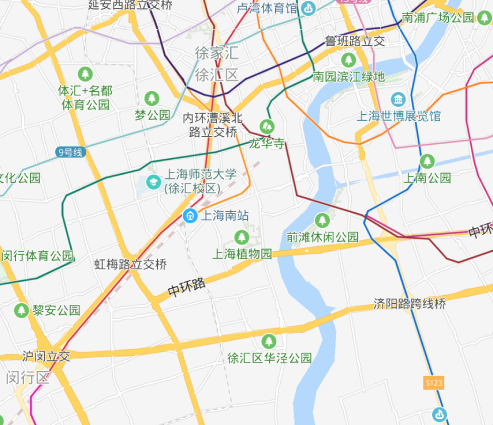 延安西路立交桥
卢湾体育馆
南浦广场公园
鲁班路立交
徐家汇
徐汇区
南园滨江绿地
体汇+名都
体育公园
梦公园
内环漕溪北
路立交桥
上海世博展览馆
龙华寺
9号线
上海师范大学
(徐汇校区)
上南公园
文化公园
上海南站
前滩休闲公园
中环
闵行体育公园
虹梅路立交桥
上海植物园
中环路
济阳路跨线桥
黎安公园
沪闵立交
徐汇区华泾公园
闵行区
S123